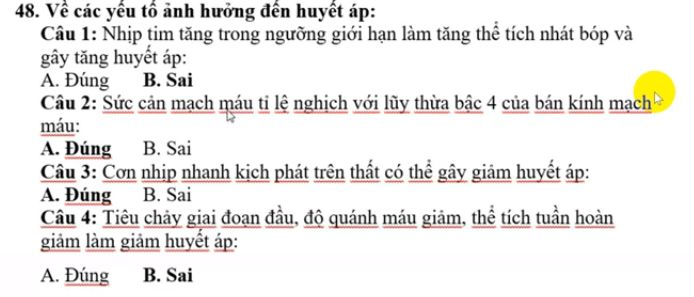 48. Về các yếu tố ảnh hưởng đến huyết áp:
Câu 1: Nhịp tim tăng trong ngưỡng giới hạn làm tăng thể tích nhát bóp và
gây tăng huyết áp:
A. Đúng B. Sai
Câu 2: Sức cản mạch máu tỉ lệ nghịch với lũy thừa bậc 4 của bán kính mạch
máu:
A. Đúng B. Sai
Câu 3: Cơn nhịp nhanh kịch phát trên thất có thể gây giảm huyết áp:
A. Đúng B. Sai
Câu 4: Tiêu chảy giai đoạn đầu, độ quánh máu giảm, thể tích tuần hoàn
giảm làm giảm huyết áp:
A. Đúng B. Sai